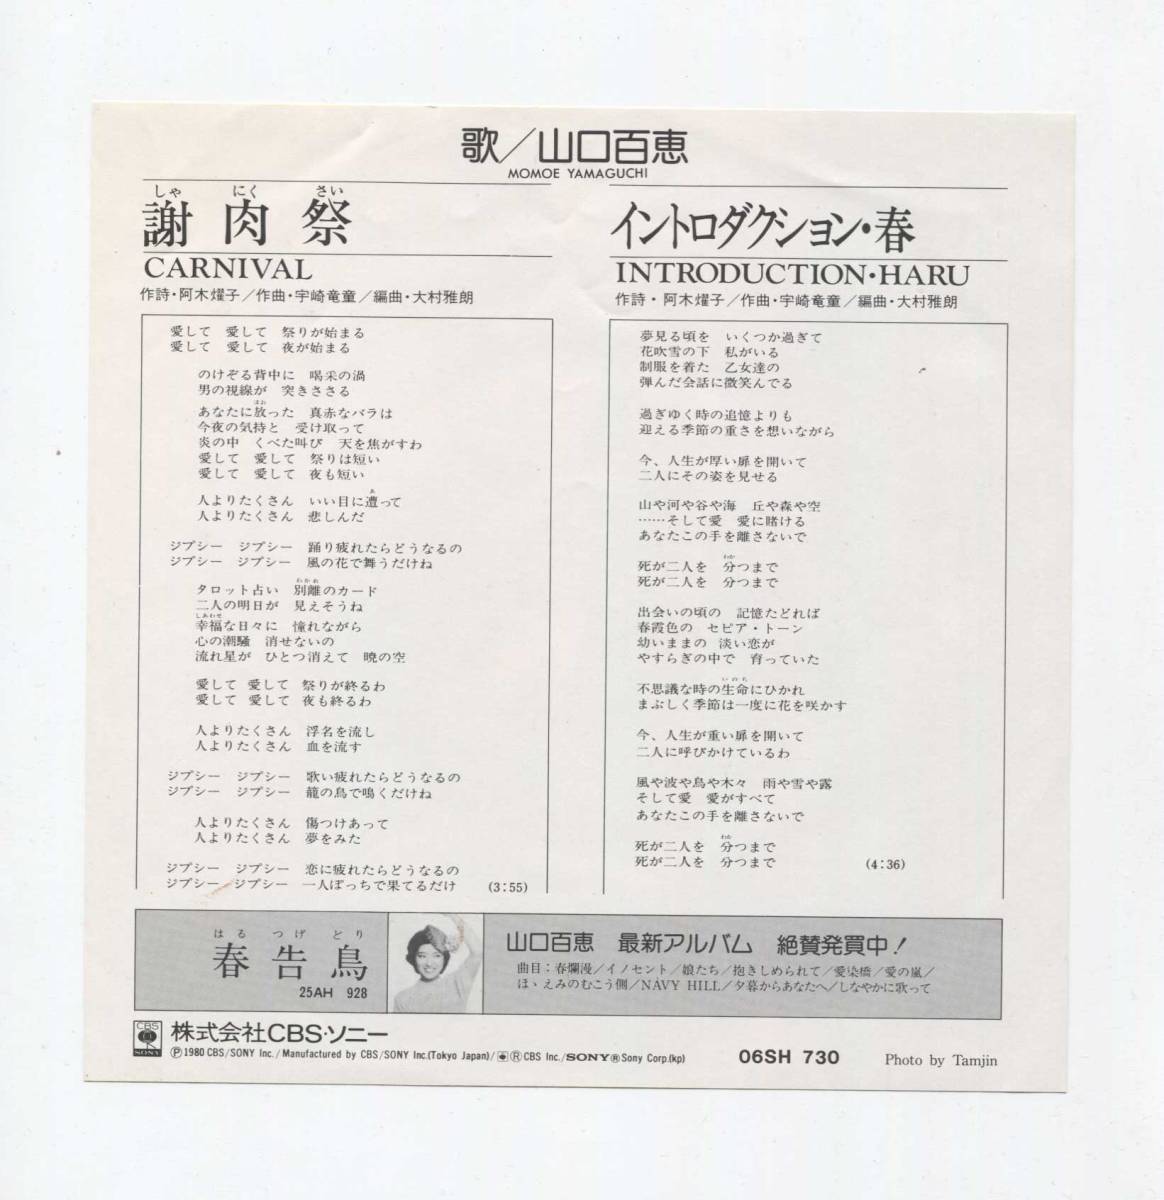 歌／山口百恵
MOMOE YAMAGUCHI
しゃ にく さい
謝肉祭
CARNIVAL
作詩・阿木燿子／作曲・宇崎竜童／編曲・大村雅朗
愛して 愛して 祭りが始まる
愛して 愛して 夜が始まる
のけぞる背中に 喝采の渦
男の視線が 突きささる
ほお
あなたに放った 真赤なバラは
今夜の気持と 受け取って
炎の中 くべた叫び 天を焦がすわ
愛して 愛して 祭りは短い
愛して 愛して 夜も短い
あ
人よりたくさん いい目に遭って
人よりたくさん 悲しんだ
ジプシー ジプシー 踊り疲れたらどうなるの
ジプシー ジプシー 風の花で舞うだけね
わかれ
タロット占い 別離のカード
二人の明日が 見えそうね
しあわせ
幸福な日々に 憧れながら
心の潮騒 消せないの
流れ星が ひとつ消えて 暁の空
愛して 愛して 祭りが終るわ
愛して 愛して 夜も終るわ
人よりたくさん 浮名を流し
人よりたくさん 血を流す
ジプシー ジプシー 歌い疲れたらどうなるの
ジプシー ジプシー 籠の鳥で鳴くだけね
人よりたくさん 傷つけあって
人よりたくさん 夢をみた
ジプシー ジプシー 恋に疲れたらどうなるの
ジプシー ジプシー 一人ぼっちで果てるだけ (3:55)
イントロダクション・春
INTRODUCTION・HARU
作詩・阿木燿子／作曲・宇崎竜童／編曲・大村雅朗
夢見る頃を いくつか過ぎて
花吹雪の下 私がいる
制服を着た 乙女達の
弾んだ会話に微笑んでる
過ぎゆく時の追憶よりも
迎える季節の重さを想いながら
今、人生が厚い扉を開いて
二人にその姿を見せる
山や河や谷や海 丘や森や空
……そして愛 愛に賭ける
あなたこの手を離さないで
わか
死が二人を 分つまで
死が二人を 分つまで
出会いの頃の 記憶たどれば
春霞色の セピア・トーン
幼いままの 淡い恋が
やすらぎの中で 育っていた
いのち
不思議な時の生命にひかれ
まぶしく季節は一度に花を咲かす
今、人生が重い扉を開いて
二人に呼びかけているわ
風や波や鳥や木々 雨や雪や露
そして愛 愛がすべて
あなたこの手を離さないで
わか
死が二人を 分つまで
死が二人を 分つまで (4:36)
はる つげ どり
春告鳥
25AH 928
山口百恵 最新アルバム 絶賛発買中！
曲目：春爛漫／イノセント／娘たち／抱きしめられて／愛染橋／愛の嵐／
ほゝえみのむこう側／NAVY HILL／夕暮からあなたへ／しなやかに歌って
CBS
SONY
株式会社CBS・ソニー
Ⓟ1980 CBS/SONY Inc./Manufactured by CBS/SONY Inc.(Tokyo Japan)/Ⓡ CBS Inc./SONY® Sony Corp.(kp)
06SH 730
Photo by Tamjin